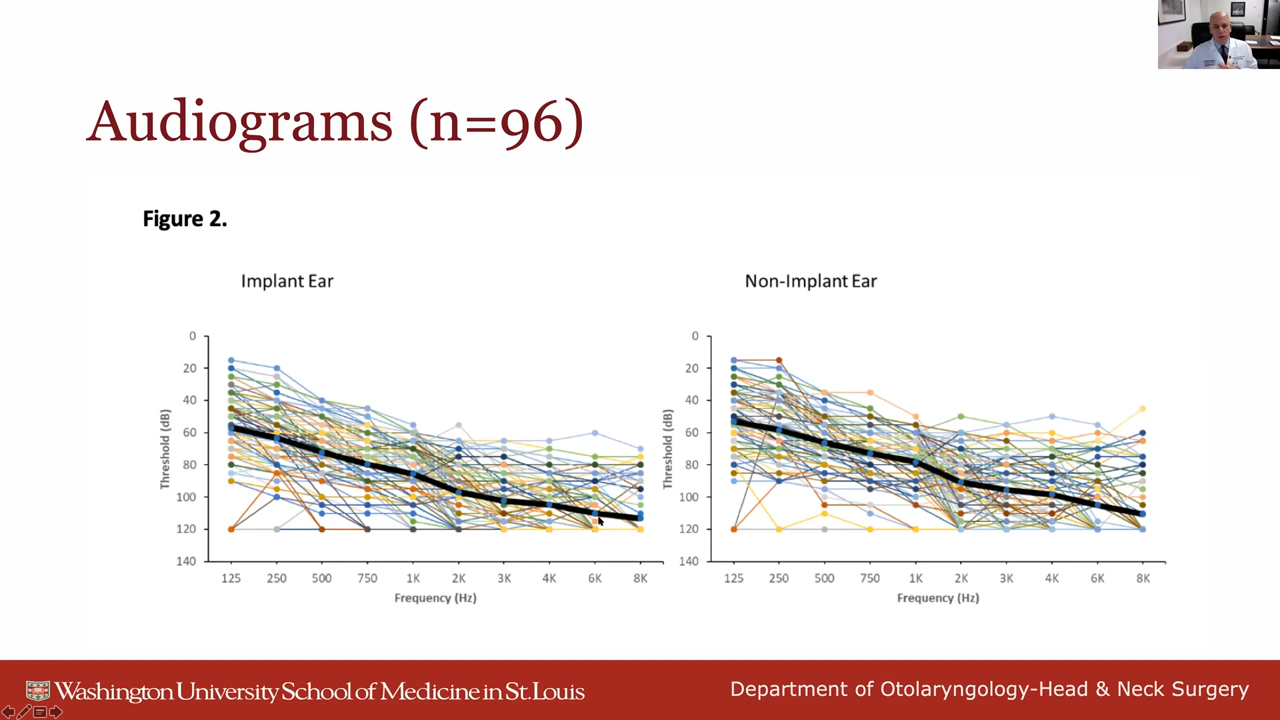 Audiograms (n=96)
Figure 2.
Implant Ear
Non-Implant Ear
Threshold (dB)
0
20
40
60
80
100
120
140
125 250 500 750 1K 2K 3K 4K 6K 8K
Frequency (Hz)
Threshold (dB)
0
20
40
60
80
100
120
140
125 250 500 750 1K 2K 3K 4K 6K 8K
Frequency (Hz)
Washington University School of Medicine in St. Louis
Department of Otolaryngology-Head & Neck Surgery